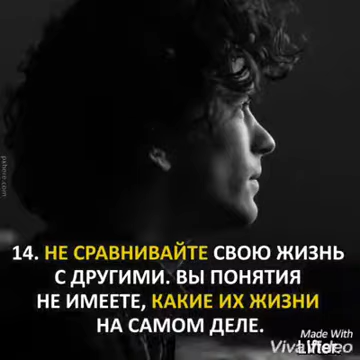 14. НЕ СРАВНИВАЙТЕ СВОЮ ЖИЗНЬ
С ДРУГИМИ. ВЫ ПОНЯТИЯ
НЕ ИМЕЕТЕ, КАКИЕ ИХ ЖИЗНИ
НА САМОМ ДЕЛЕ.
Made With